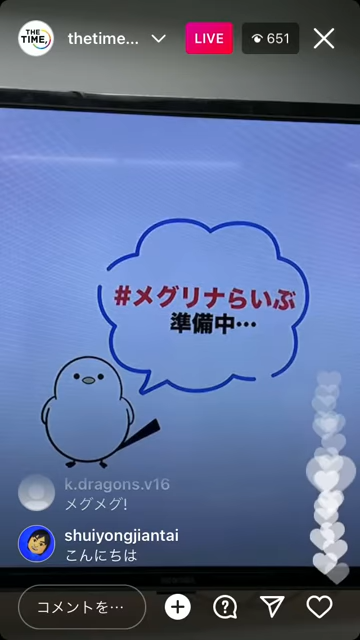 THE
TIME,
thetime...
LIVE
651
#メグリナらいぶ
準備中…
k.dragons.v16
メグメグ!
shuiyongjiantai
こんにちは
コメントを…